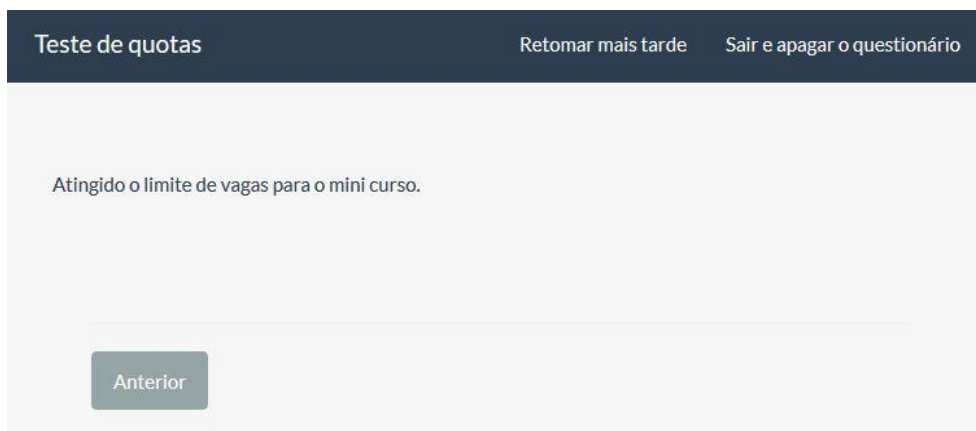 Teste de quotas Retomar mais tarde Sair e apagar o questionário
Atingido o limite de vagas para o mini curso.
Anterior